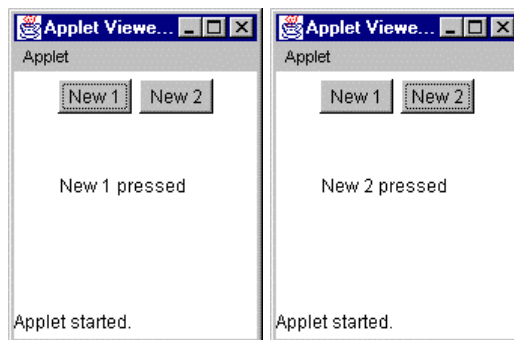 Applet Viewe...
Applet
New 1 New 2
New 1 pressed
Applet started.
Applet Viewe...
Applet
New 1 New 2
New 2 pressed
Applet started.